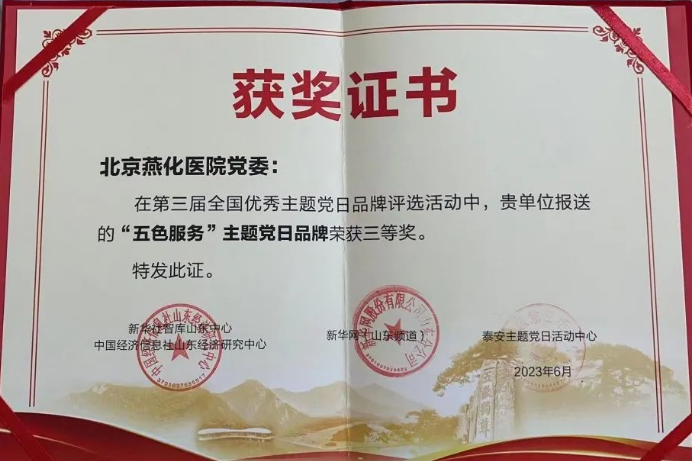 获奖证书
北京燕化医院党委：
在第三届全国优秀主题党日品牌评选活动中，贵单位报送
的“五色服务”主题党日品牌荣获三等奖。
特发此证。
新华社智库山东中心
中国经济信息社山东经济研究中心
新华网（山东频道）
泰安主题党日活动中心
2023年6月